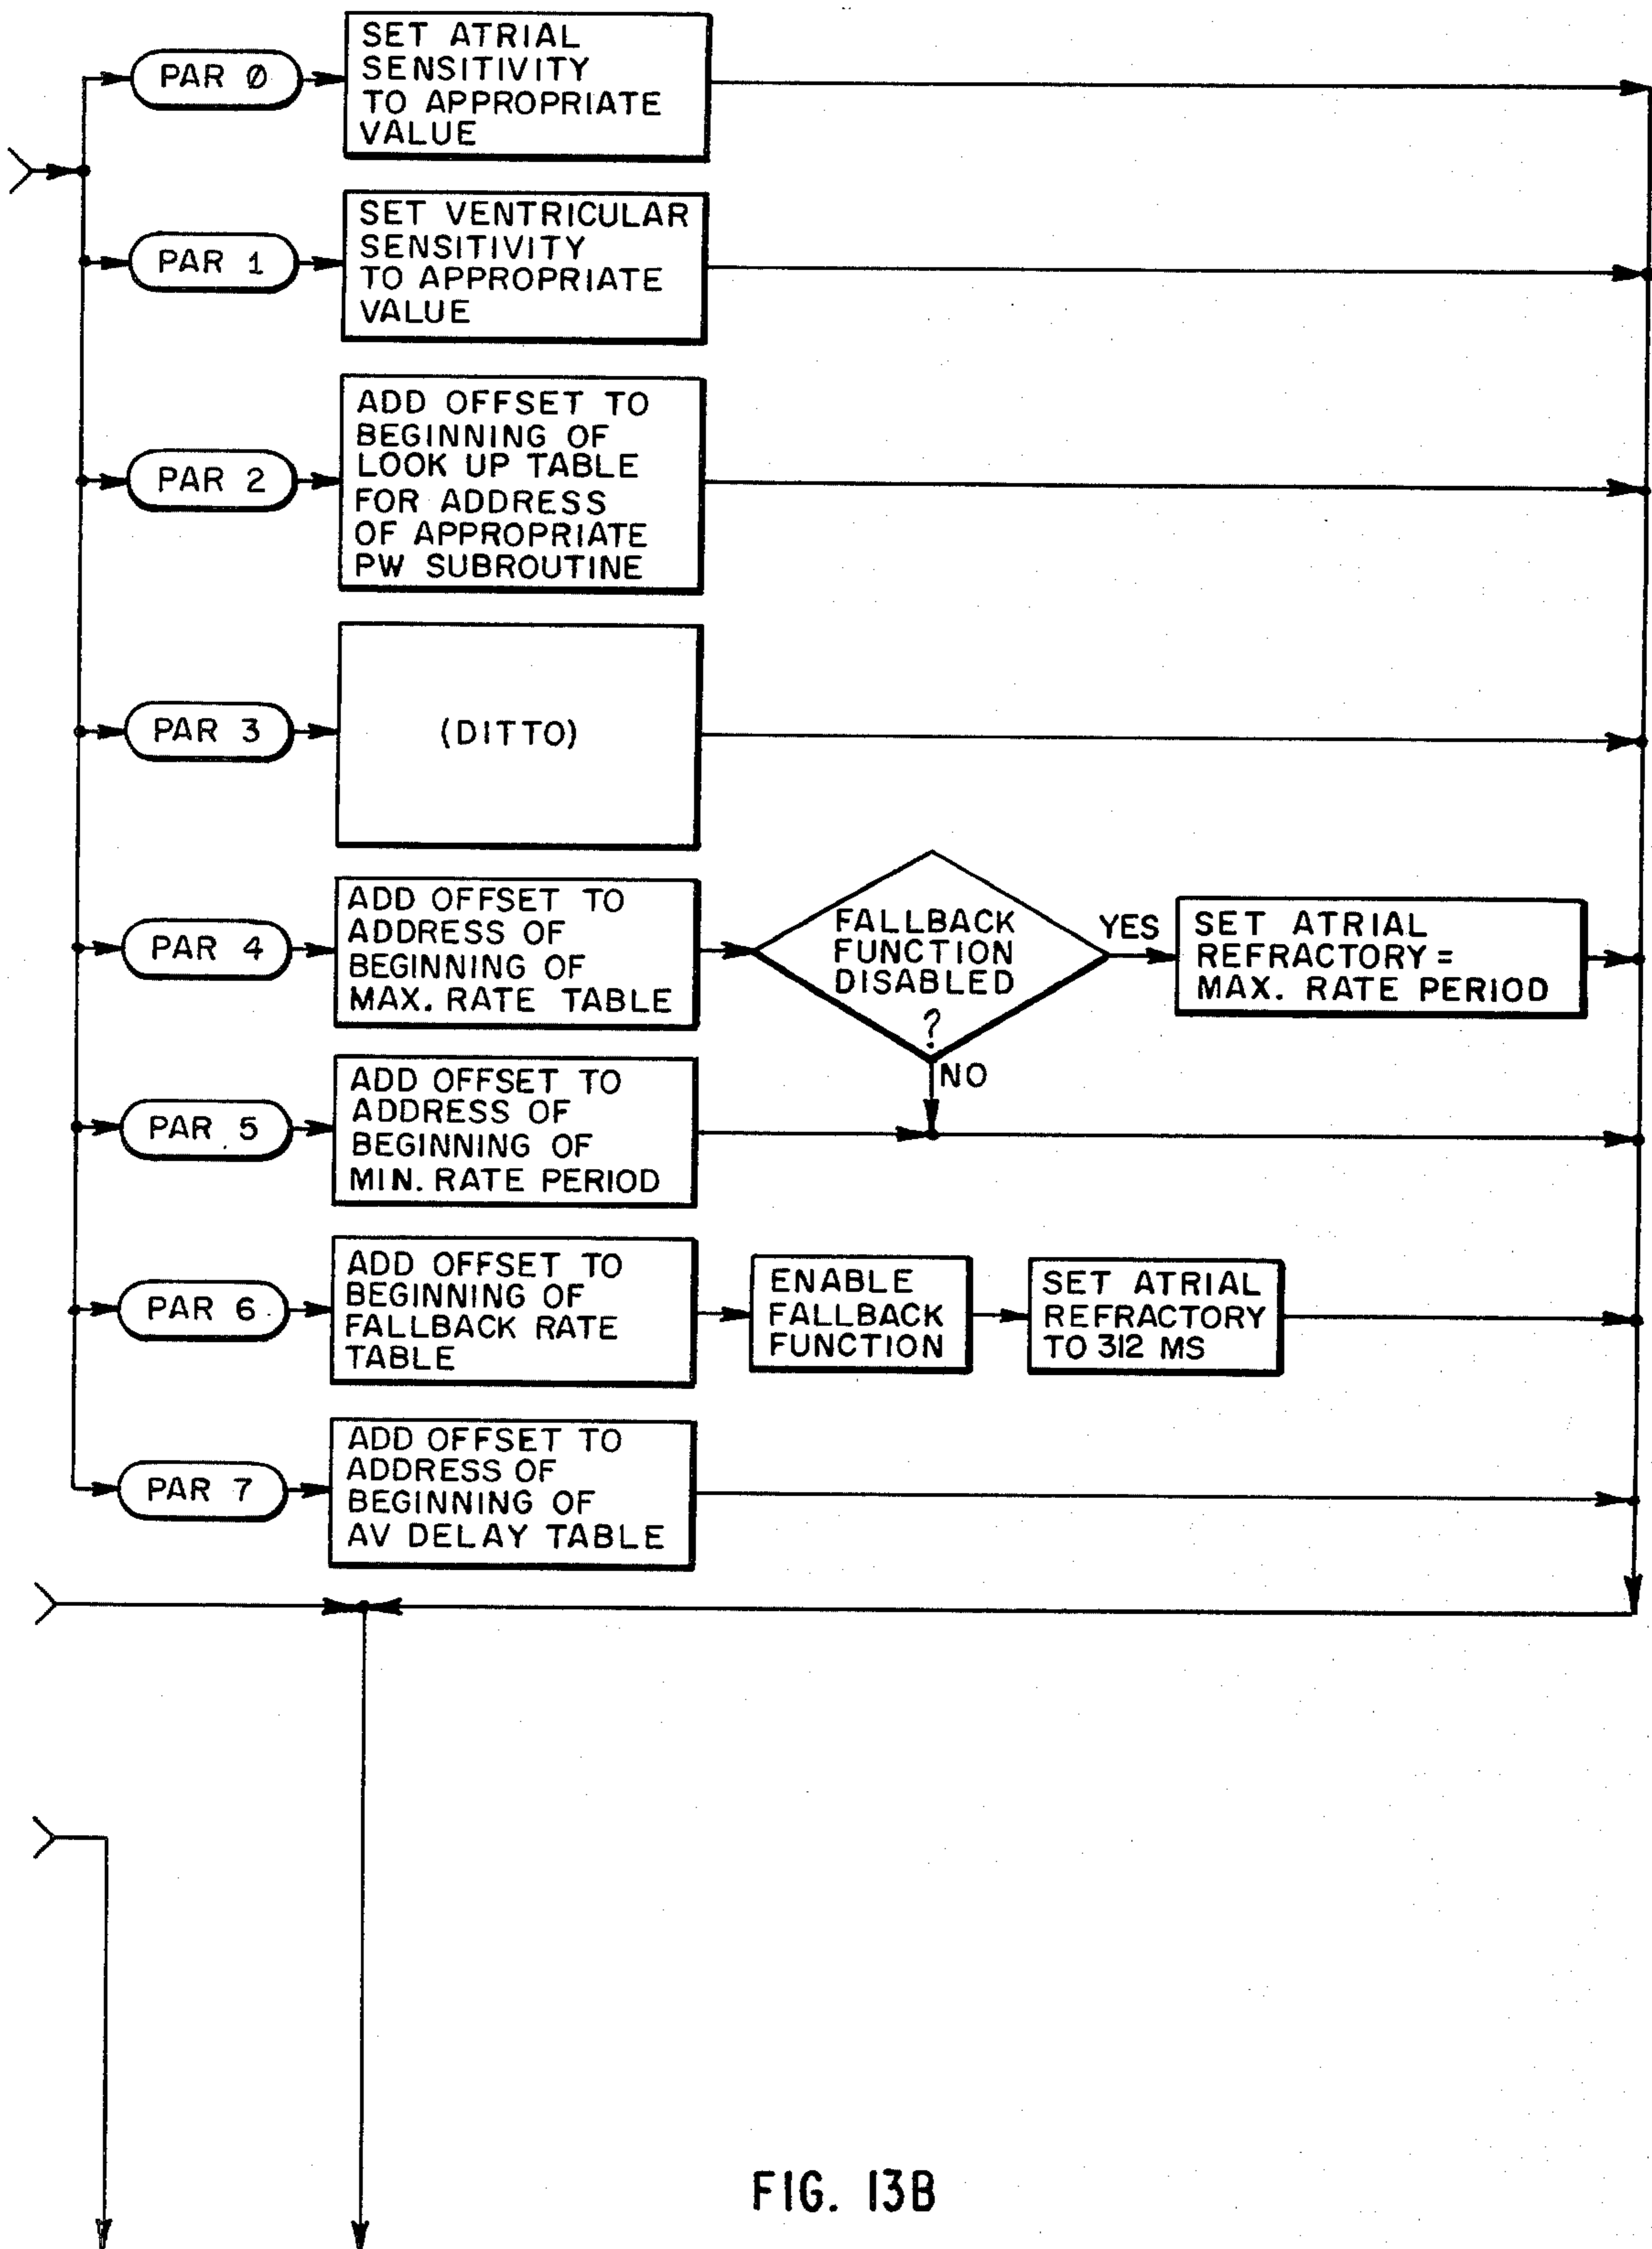 PAR Ø
SET ATRIAL
SENSITIVITY
TO APPROPRIATE
VALUE
PAR 1
SET VENTRICULAR
SENSITIVITY
TO APPROPRIATE
VALUE
PAR 2
ADD OFFSET TO
BEGINNING OF
LOOK UP TABLE
FOR ADDRESS
OF APPROPRIATE
PW SUBROUTINE
PAR 3
(DITTO)
PAR 4
ADD OFFSET TO
ADDRESS OF
BEGINNING OF
MAX. RATE TABLE
FALLBACK
FUNCTION
DISABLED
?
YES
NO
SET ATRIAL
REFRACTORY =
MAX. RATE PERIOD
PAR 5
ADD OFFSET TO
ADDRESS OF
BEGINNING OF
MIN. RATE PERIOD
PAR 6
ADD OFFSET TO
BEGINNING OF
FALLBACK RATE
TABLE
ENABLE
FALLBACK
FUNCTION
SET ATRIAL
REFRACTORY
TO 312 MS
PAR 7
ADD OFFSET TO
ADDRESS OF
BEGINNING OF
AV DELAY TABLE
FIG. 13B